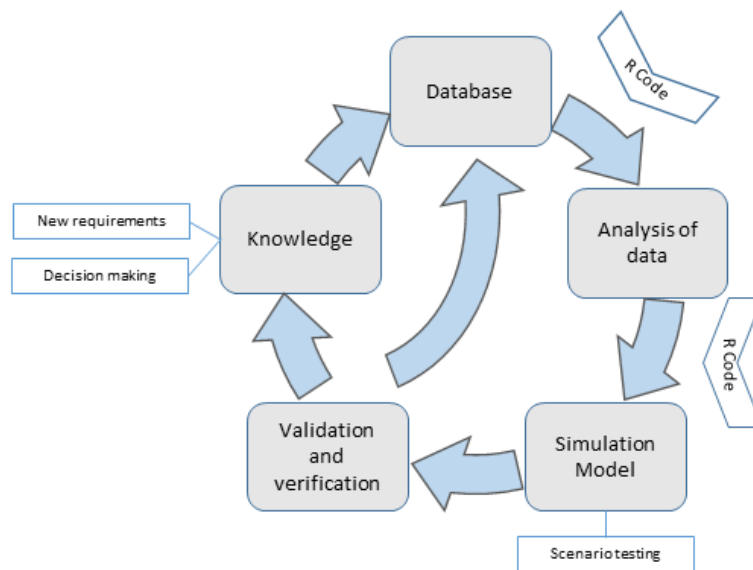 Database
R Code
Knowledge
New requirements
Decision making
Analysis of
data
R Code
Validation
and
verification
Simulation
Model
Scenario testing